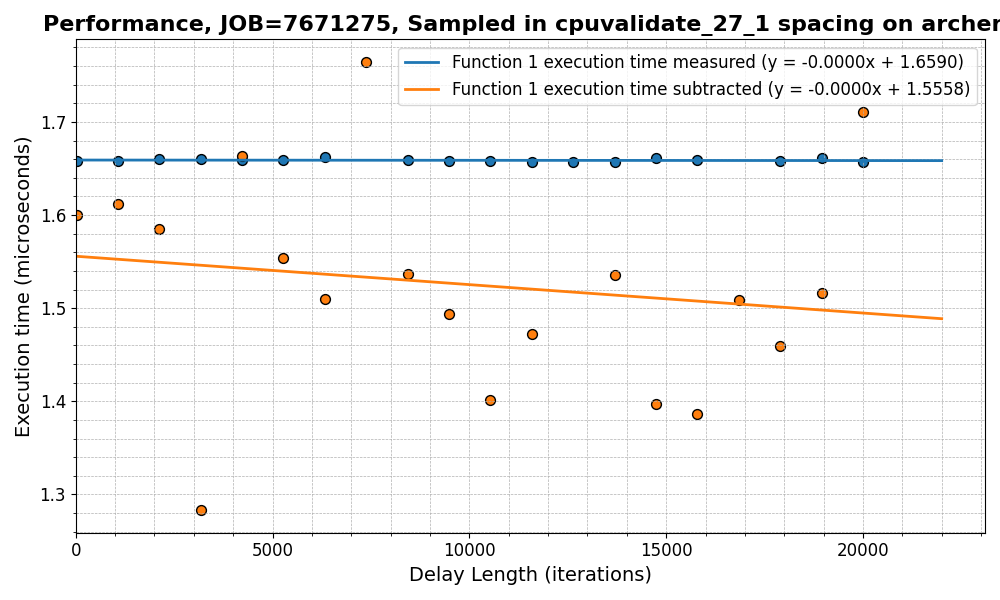 Performance, JOB=7671275, Sampled in cpuvalidate_27_1 spacing on archer
Function 1 execution time measured (y = -0.0000x + 1.6590)
Function 1 execution time subtracted (y = -0.0000x + 1.5558)
Execution time (microseconds)
1.7
1.6
1.5
1.4
1.3
0 5000 10000 15000 20000
Delay Length (iterations)